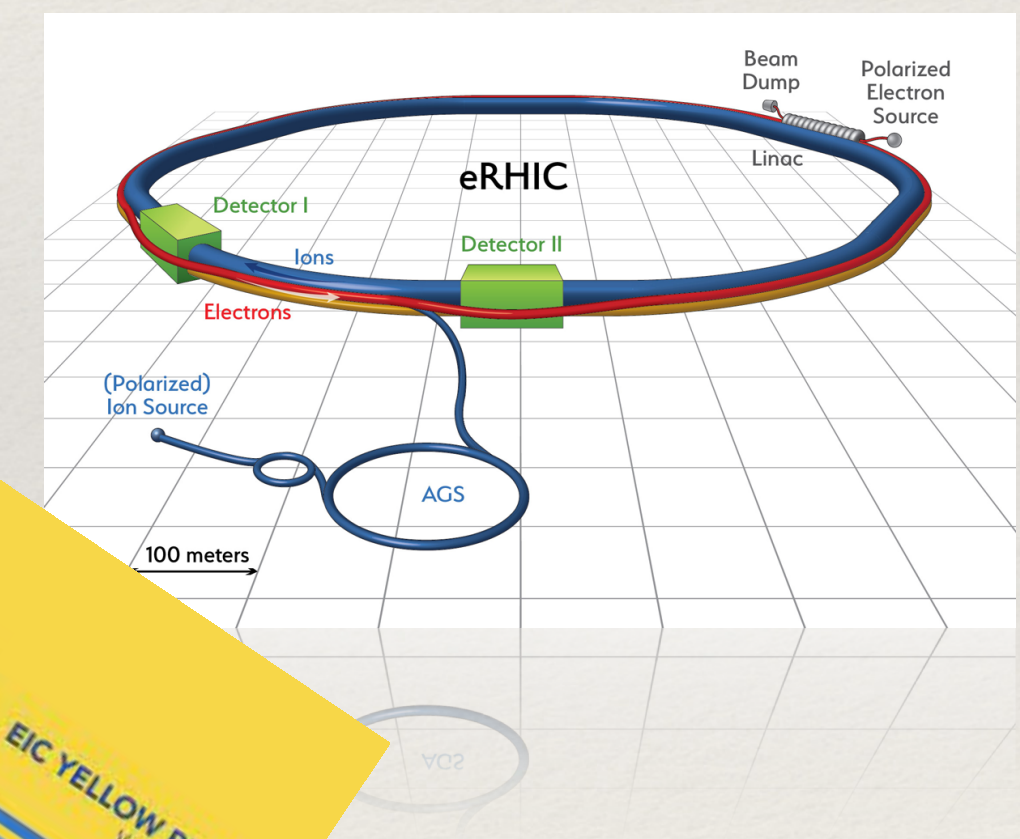 Beam
Dump
Polarized
Electron
Source
Linac
eRHIC
Detector I
Detector II
Ions
Electrons
(Polarized)
Ion Source
AGS
100 meters
EIC YELLOW
AGS